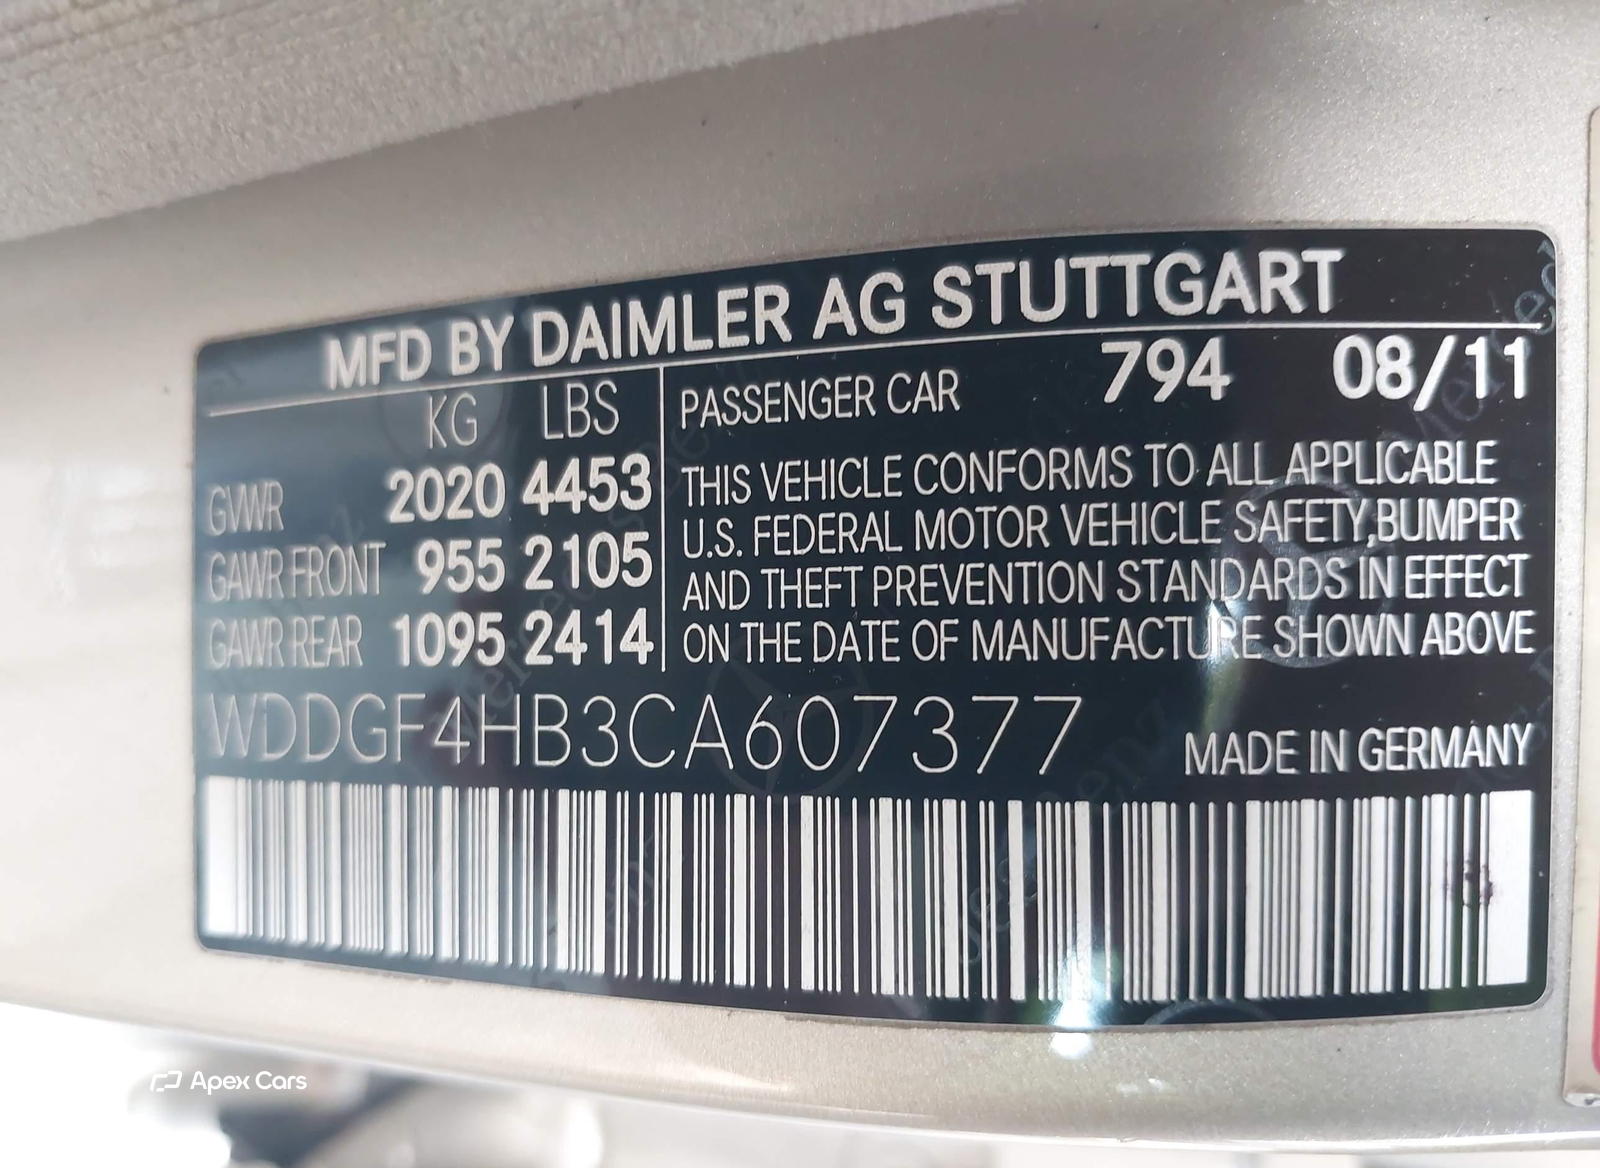 MFD BY DAIMLER AG STUTTGART
KG LBS
PASSENGER CAR 794 08/11
GVWR 2020 4453
GAWR FRONT 955 2105
GAWR REAR 1095 2414
THIS VEHICLE CONFORMS TO ALL APPLICABLE
U.S. FEDERAL MOTOR VEHICLE SAFETY,BUMPER
AND THEFT PREVENTION STANDARDS IN EFFECT
ON THE DATE OF MANUFACTURE SHOWN ABOVE
WDDGF4HB3CA607377
MADE IN GERMANY
Apex Cars